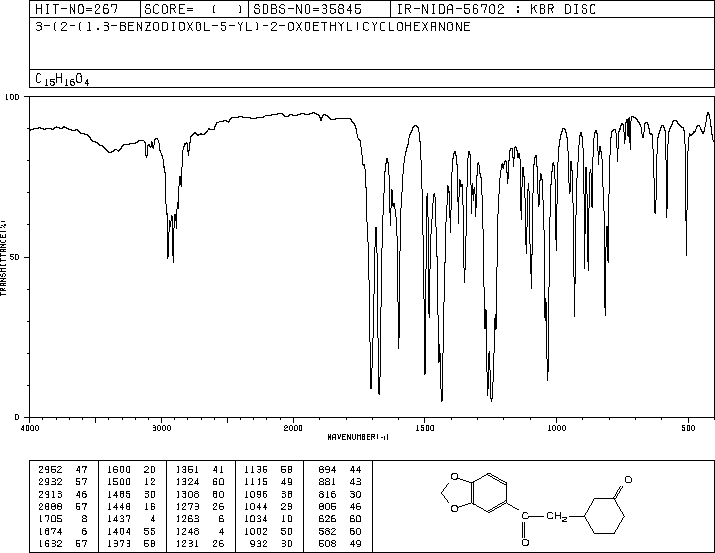 HIT-NO=267 SCORE= ( ) SDBS-NO=35845 IR-NIDA-56702 : KBR DISC
3-(2-(1,3-BENZODIOXOL-5-YL)-2-OXOETHYL)CYCLOHEXANONE
C15H16O4
100
50
0
TRANSMITTANCE(%)
4000 3000 2000 1500 1000 500
WAVENUMBER(-1)
2952 47 1600 20 1351 41 1136 58 894 44
2932 57 1500 12 1324 60 1115 49 881 43
2913 46 1485 30 1308 60 1096 38 816 30
2888 57 1448 16 1273 26 1044 29 805 46
1705 8 1437 4 1263 6 1034 10 626 60
1674 6 1404 55 1248 4 1002 50 582 60
1632 57 1373 58 1231 26 932 30 508 49
O
O
O
C
CH2
O